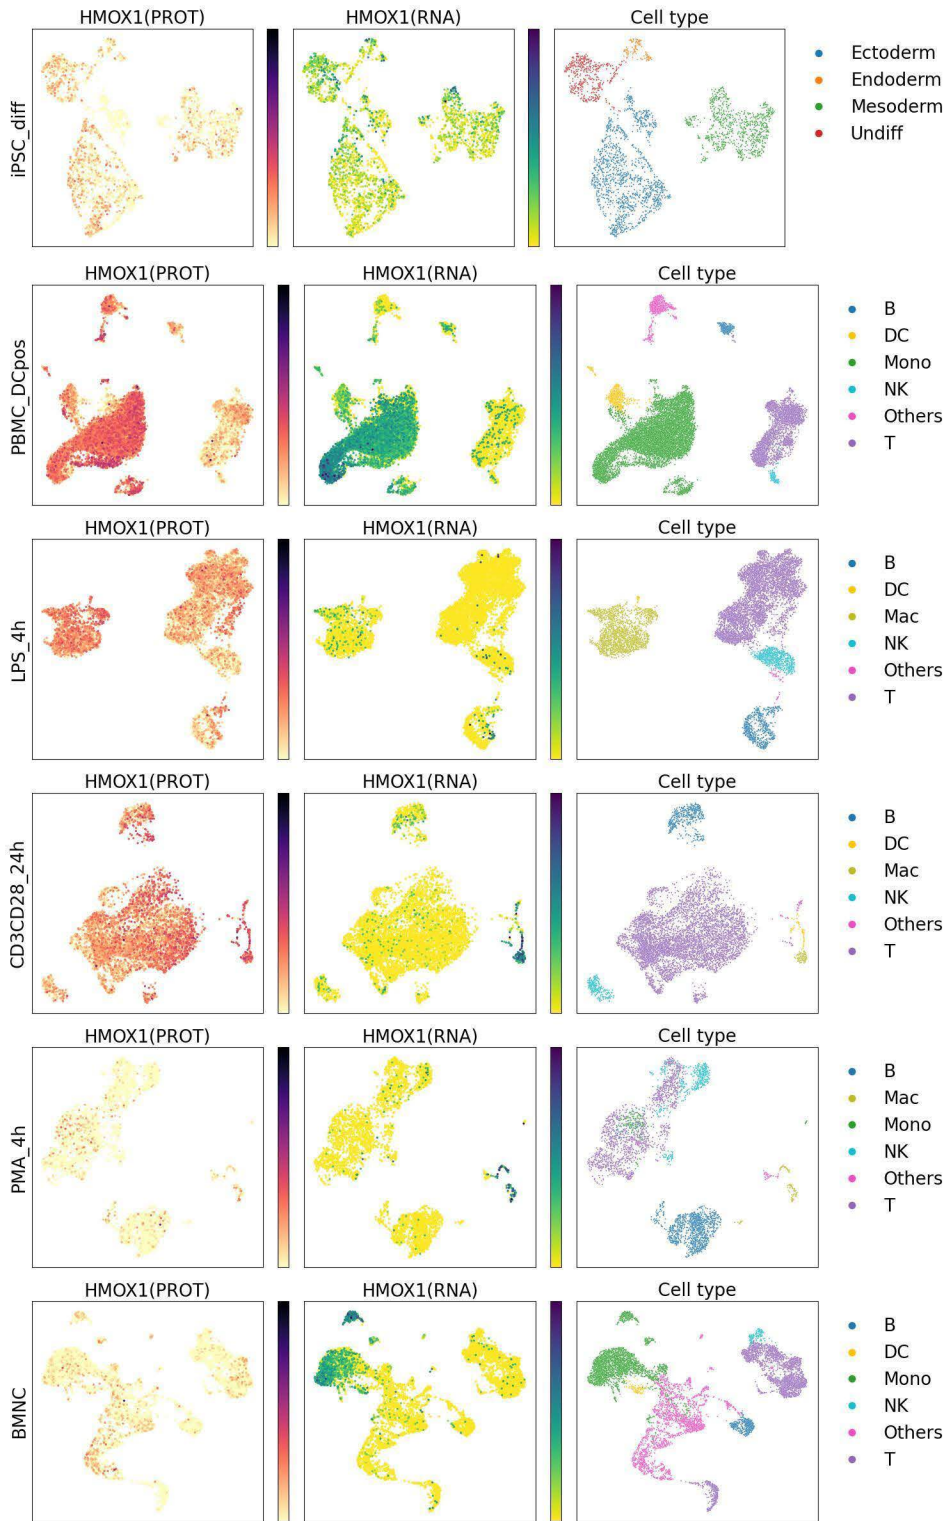 HMOX1(PROT) HMOX1(RNA) Cell type
iPSC_diff
Ectoderm
Endoderm
Mesoderm
Undiff
HMOX1(PROT) HMOX1(RNA) Cell type
PBMC_DCpos
B
DC
Mono
NK
Others
T
HMOX1(PROT) HMOX1(RNA) Cell type
LPS_4h
B
DC
Mac
NK
Others
T
HMOX1(PROT) HMOX1(RNA) Cell type
CD3CD28_24h
B
DC
Mac
NK
Others
T
HMOX1(PROT) HMOX1(RNA) Cell type
PMA_4h
B
Mac
Mono
NK
Others
T
HMOX1(PROT) HMOX1(RNA) Cell type
BMNC
B
DC
Mono
NK
Others
T